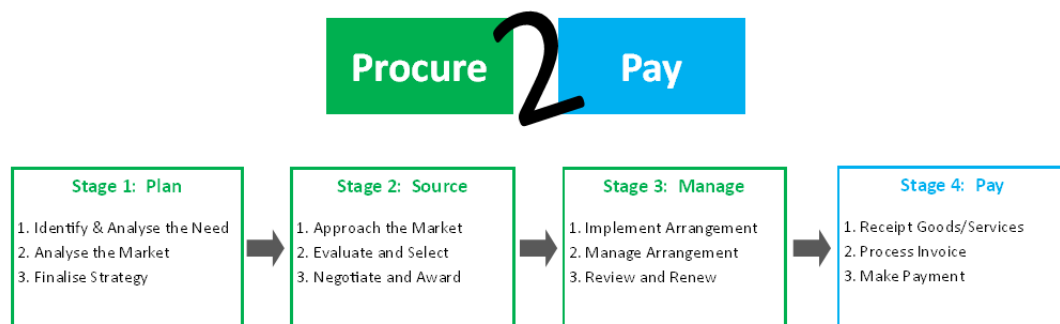 Procure 2 Pay
Stage 1: Plan
1. Identify & Analyse the Need
2. Analyse the Market
3. Finalise Strategy
Stage 2: Source
1. Approach the Market
2. Evaluate and Select
3. Negotiate and Award
Stage 3: Manage
1. Implement Arrangement
2. Manage Arrangement
3. Review and Renew
Stage 4: Pay
1. Receipt Goods/Services
2. Process Invoice
3. Make Payment